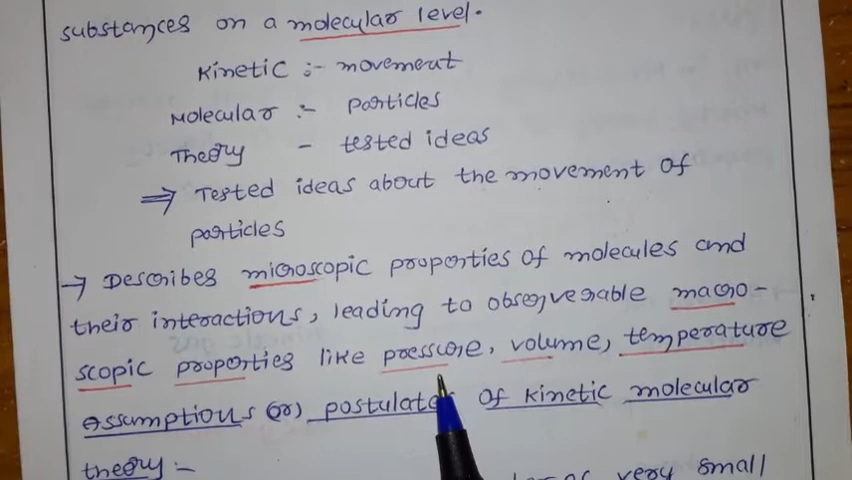 substances on a molecular level.
Kinetic :- movement
Molecular :- particles
Theory - tested ideas
⇒ Tested ideas about the movement of
particles
→ Describes microscopic properties of molecules and
their interactions, leading to observerable macro-
scopic properties like pressure, volume, temperature
Assumptions (or) postulates of kinetic molecular
theory :-
very small